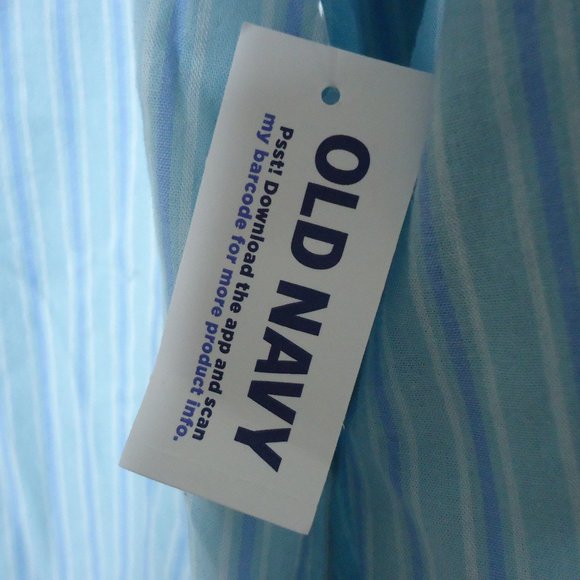 OLD NAVY
Psst! Download the app and scan
my barcode for more product info.